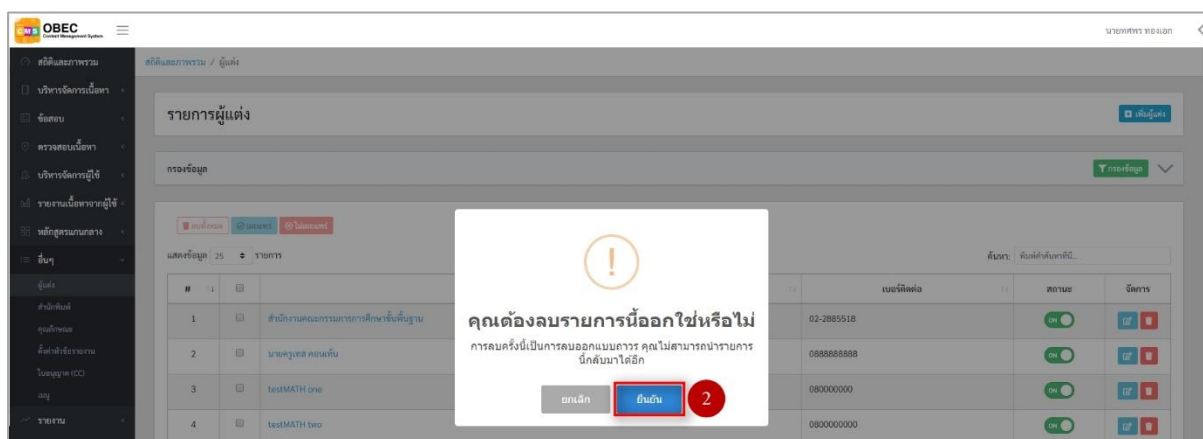 CMS OBEC
Content Management System
นายทศพร ทองเอก
สถิติและภาพรวม
สถิติและภาพรวม / ผู้แต่ง
บริหารจัดการเนื้อหา
ข้อสอบ
ตรวจสอบเนื้อหา
บริหารจัดการผู้ใช้
รายงานเนื้อหาจากผู้ใช้
หลักสูตรแกนกลาง
อื่นๆ
ผู้แต่ง
สำนักพิมพ์
คุณลักษณะ
ตั้งค่าหัวข้อรายงาน
ใบอนุญาต (CC)
เมนู
รายงาน
รายการผู้แต่ง
เพิ่มผู้แต่ง
กรองข้อมูล
กรองข้อมูล
ลบทั้งหมด เผยแพร่ ไม่เผยแพร่
แสดงข้อมูล 25 รายการ
ค้นหา: พิมพ์คำค้นหาที่นี่...
# เบอร์ติดต่อ สถานะ จัดการ
1 สำนักงานคณะกรรมการการศึกษาขั้นพื้นฐาน 02-2885518 ON
2 0888888888 ON
3 testMATH one 080000000 ON
4 testMATH two 0800000000 ON
!
คุณต้องลบรายการนี้ออกใช่หรือไม่
การลบครั้งนี้เป็นการลบออกแบบถาวร คุณไม่สามารถนำรายการ
นี้กลับมาได้อีก
ยกเลิก ยืนยัน 2